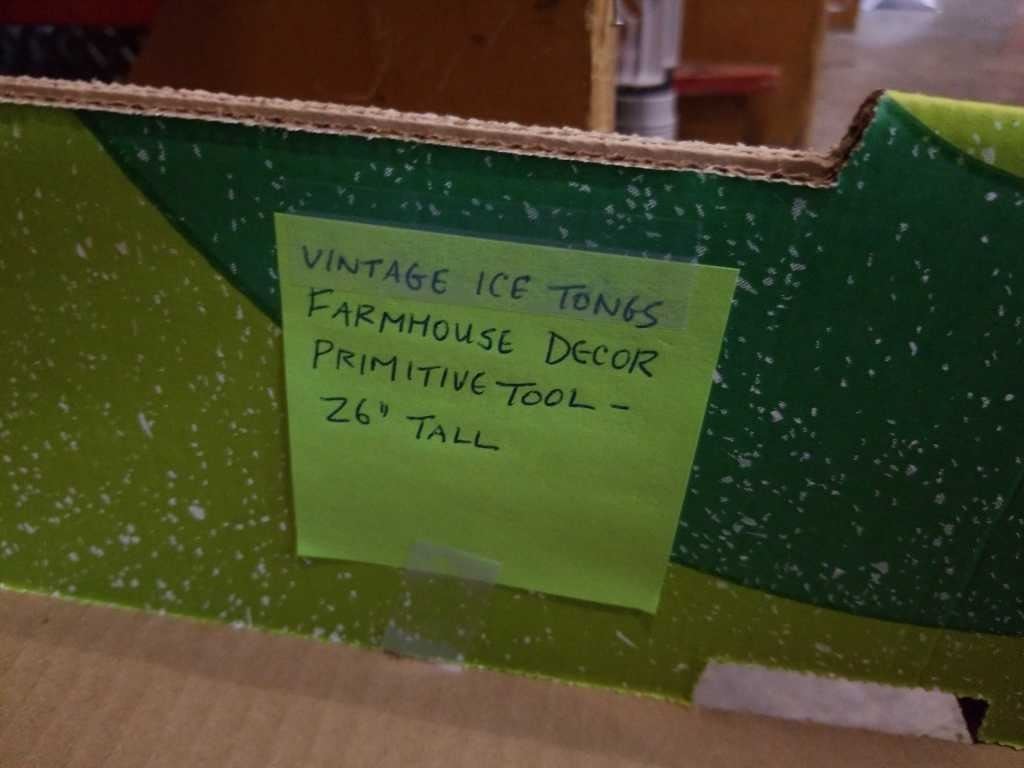 VINTAGE ICE TONGS
FARMHOUSE DECOR
PRIMITIVE TOOL -
26" TALL